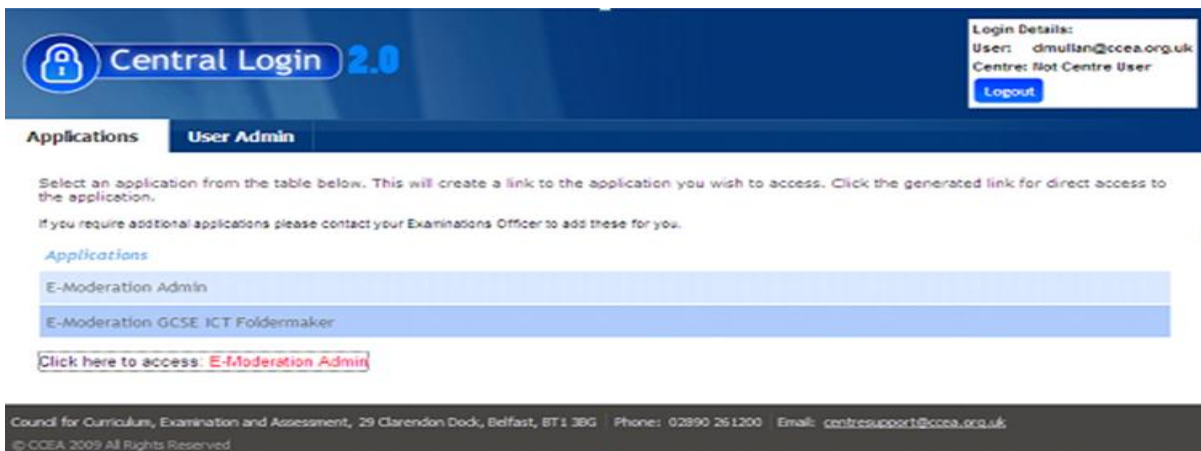 Central Login 2.0
Login Details:
User: dmullan@ccea.org.uk
Centre: Not Centre User
Logout
Applications
User Admin
Select an application from the table below. This will create a link to the application you wish to access. Click the generated link for direct access to
the application.
If you require additional applications please contact your Examinations Officer to add these for you.
Applications
E-Moderation Admin
E-Moderation GCSE ICT Foldermaker
Click here to access: E-Moderation Admin
Council for Curriculum, Examination and Assessment, 29 Clarendon Dock, Belfast, BT1 3BG Phone: 02890 261200 Email: centresupport@ccea.org.uk
© CCEA 2009 All Rights Reserved